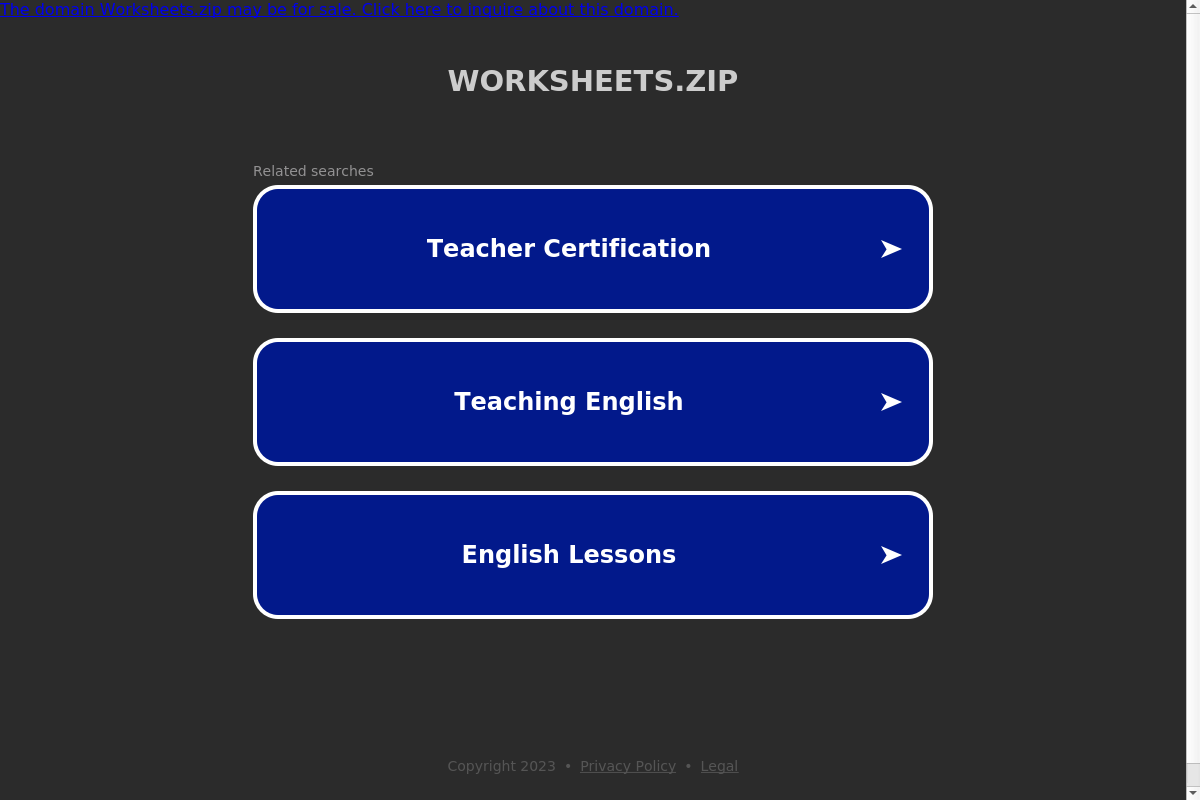 The domain Worksheets.zip may be for sale. Click here to inquire about this domain.
WORKSHEETS.ZIP
Related searches
Teacher Certification
Teaching English
English Lessons
Copyright 2023 • Privacy Policy • Legal